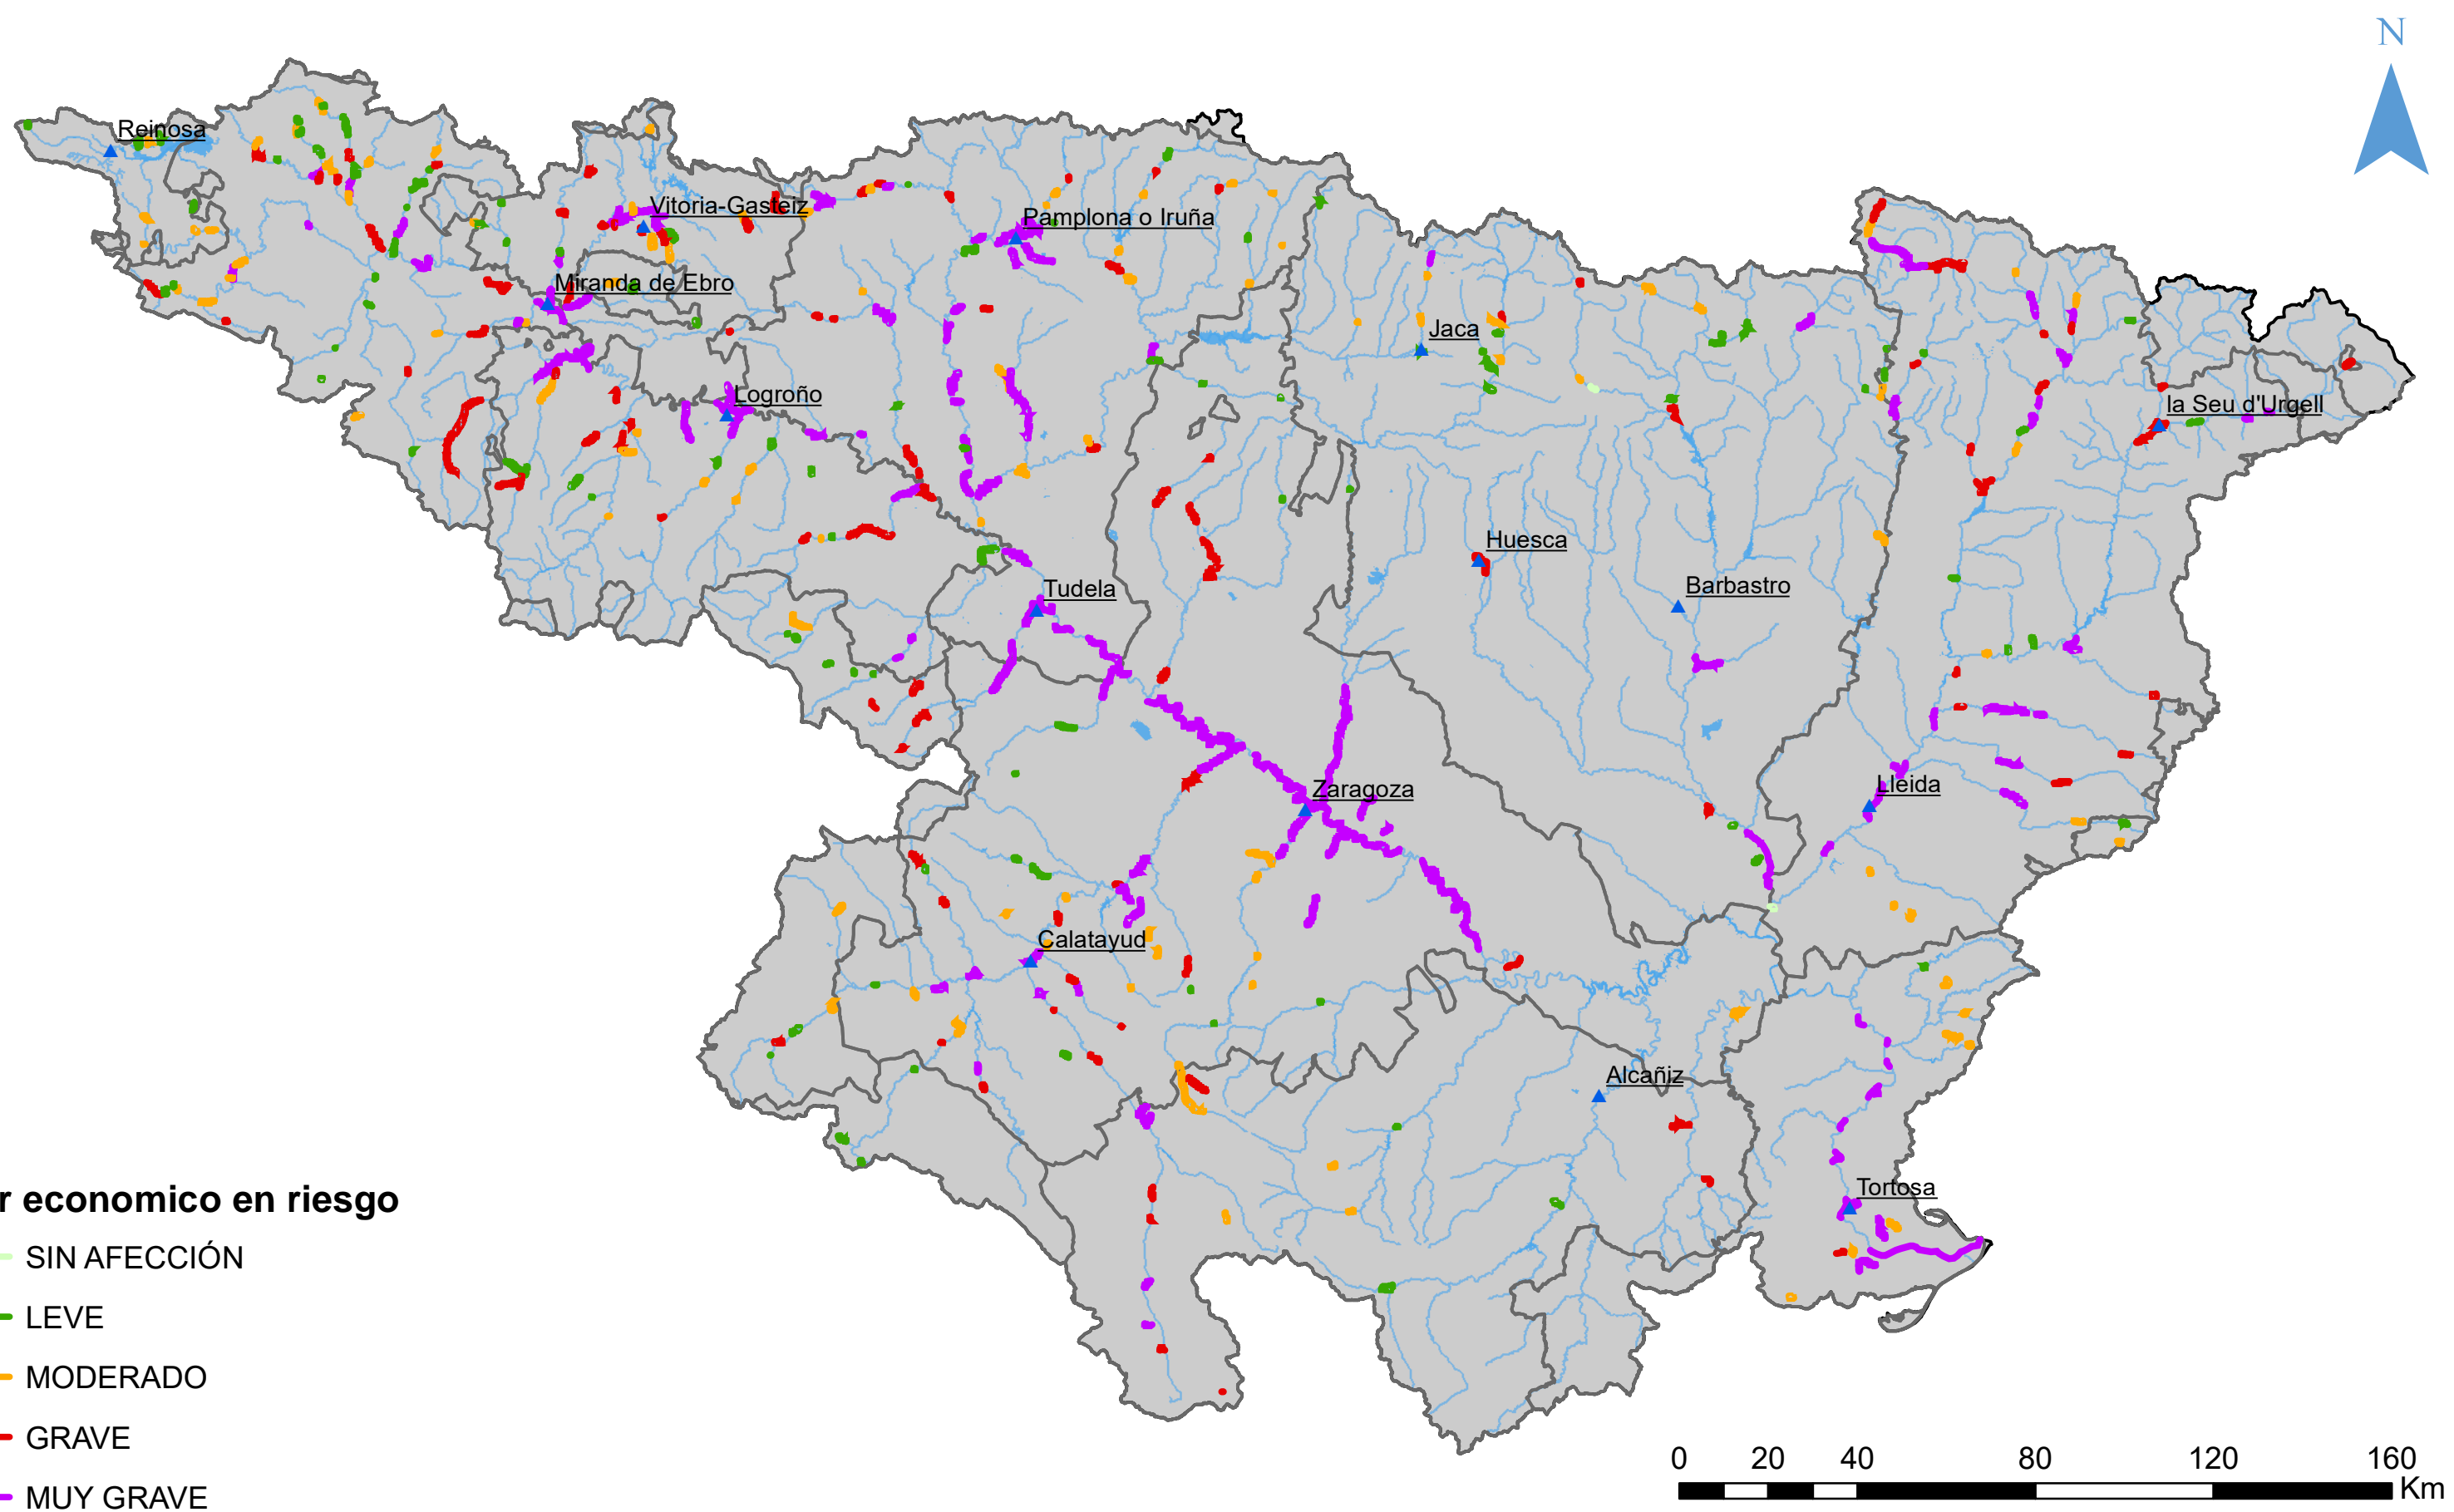 N
Reinosa
Vitoria-Gasteiz
Pamplona o Iruña
Miranda de Ebro
Jaca
Logroño
la Seu d'Urgell
Huesca
Barbastro
Tudela
Zaragoza
Lleida
Calatayud
Alcañiz
Tortosa
r economico en riesgo
SIN AFECCIÓN
LEVE
MODERADO
GRAVE
MUY GRAVE
0 20 40 80 120 160
Km